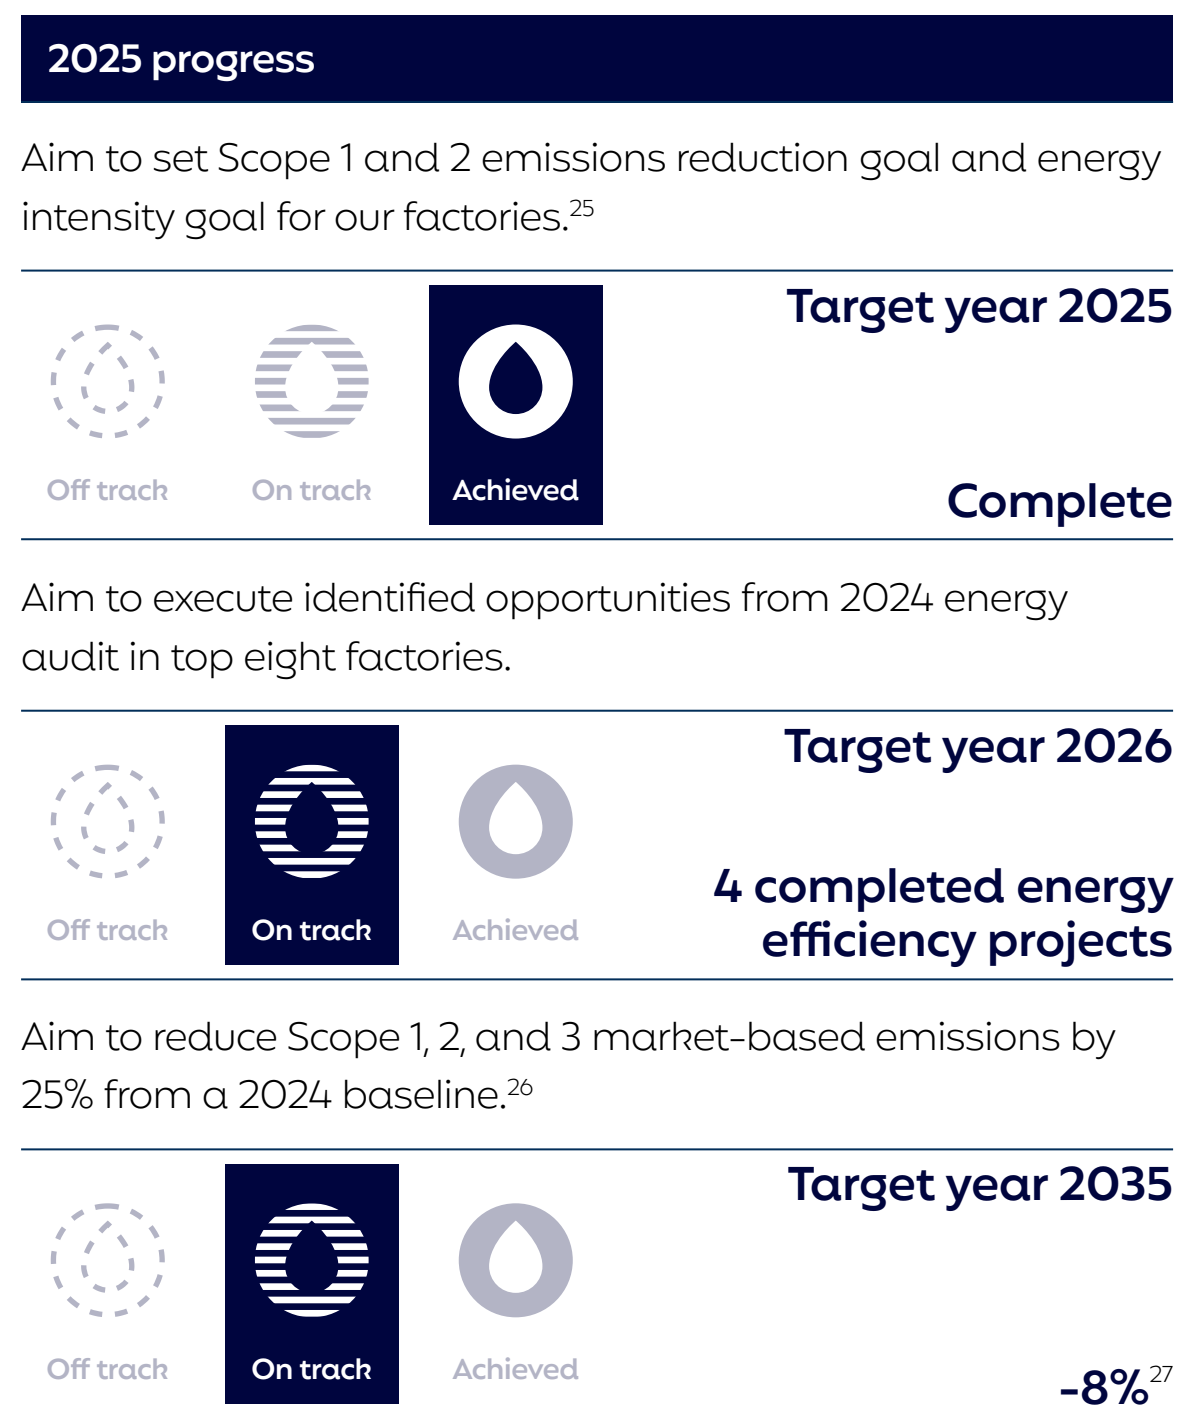 2025 progress
Aim to set Scope 1 and 2 emissions reduction goal and energy
intensity goal for our factories.25
Target year 2025
Off track
On track
Achieved
Complete
Aim to execute identified opportunities from 2024 energy
audit in top eight factories.
Target year 2026
Off track
On track
Achieved
4 completed energy
efficiency projects
Aim to reduce Scope 1, 2, and 3 market-based emissions by
25% from a 2024 baseline.26
Target year 2035
Off track
On track
Achieved
-8%27